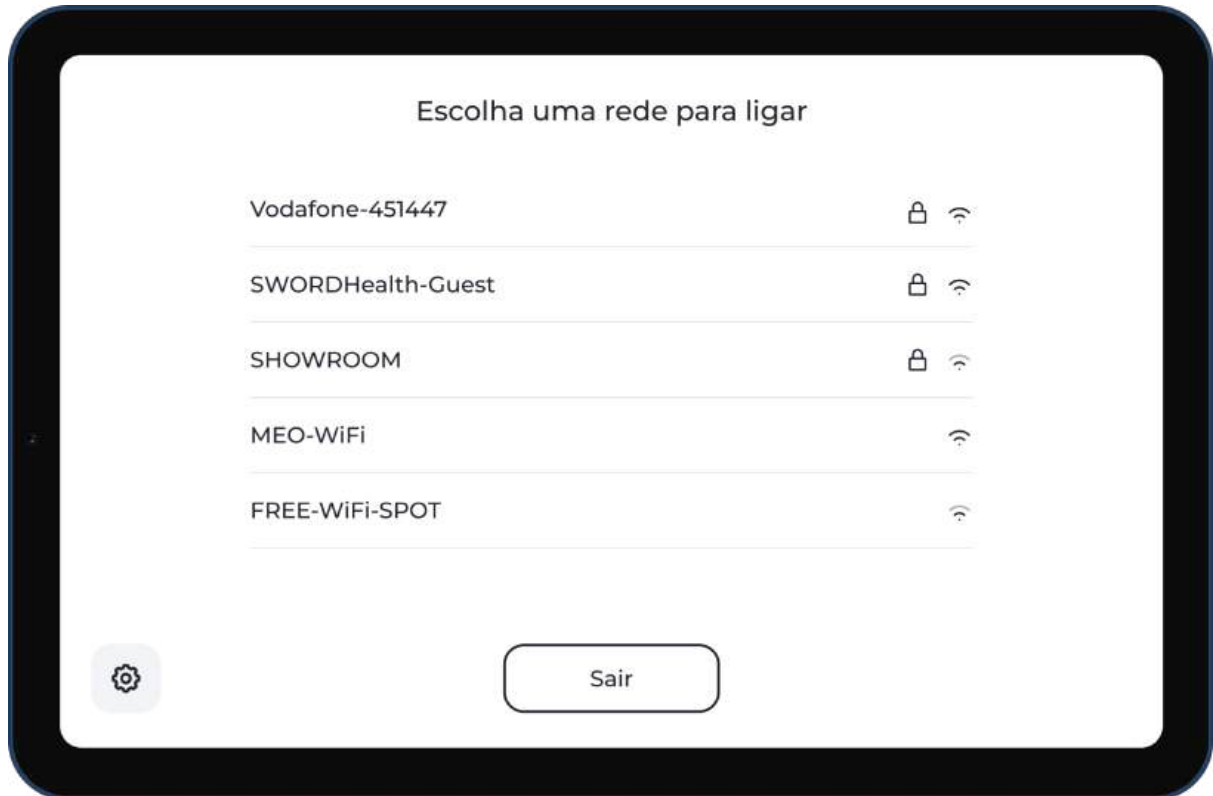 Escolha uma rede para ligar
Vodafone-451447
SWORDHealth-Guest
SHOWROOM
MEO-WiFi
FREE-WiFi-SPOT
Sair